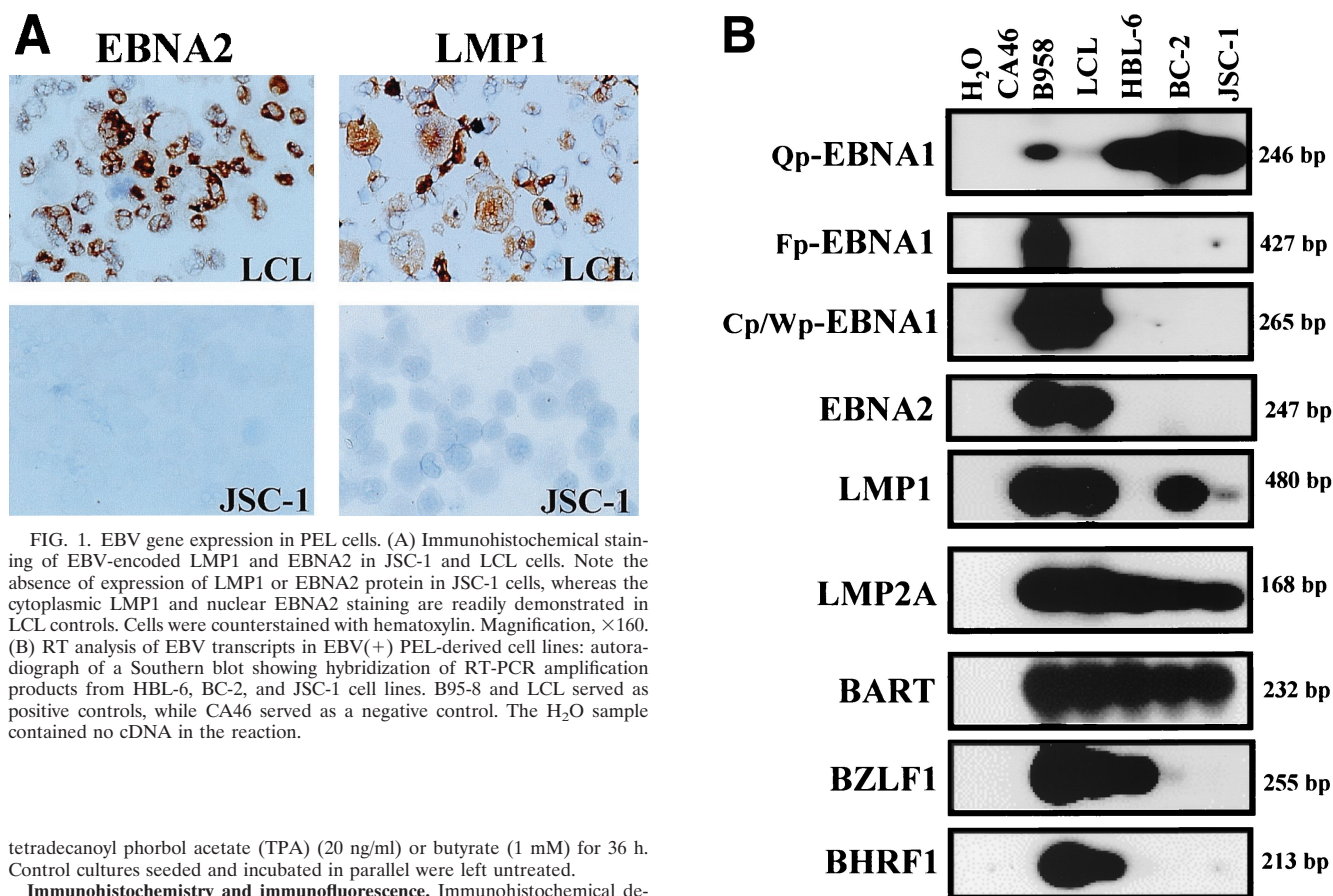 A
EBNA2
LMP1
LCL
LCL
JSC-1
JSC-1
FIG. 1. EBV gene expression in PEL cells. (A) Immunohistochemical stain-
ing of EBV-encoded LMP1 and EBNA2 in JSC-1 and LCL cells. Note the
absence of expression of LMP1 or EBNA2 protein in JSC-1 cells, whereas the
cytoplasmic LMP1 and nuclear EBNA2 staining are readily demonstrated in
LCL controls. Cells were counterstained with hematoxylin. Magnification, ×160.
(B) RT analysis of EBV transcripts in EBV(+) PEL-derived cell lines: autora-
diograph of a Southern blot showing hybridization of RT-PCR amplification
products from HBL-6, BC-2, and JSC-1 cell lines. B95-8 and LCL served as
positive controls, while CA46 served as a negative control. The H₂O sample
contained no cDNA in the reaction.
tetradecanoyl phorbol acetate (TPA) (20 ng/ml) or butyrate (1 mM) for 36 h.
Control cultures seeded and incubated in parallel were left untreated.
Immunohistochemistry and immunofluorescence. Immunohistochemical de-
B
H₂O
CA46
B958
LCL
HBL-6
BC-2
JSC-1
Qp-EBNA1 246 bp
Fp-EBNA1 427 bp
Cp/Wp-EBNA1 265 bp
EBNA2 247 bp
LMP1 480 bp
LMP2A 168 bp
BART 232 bp
BZLF1 255 bp
BHRF1 213 bp